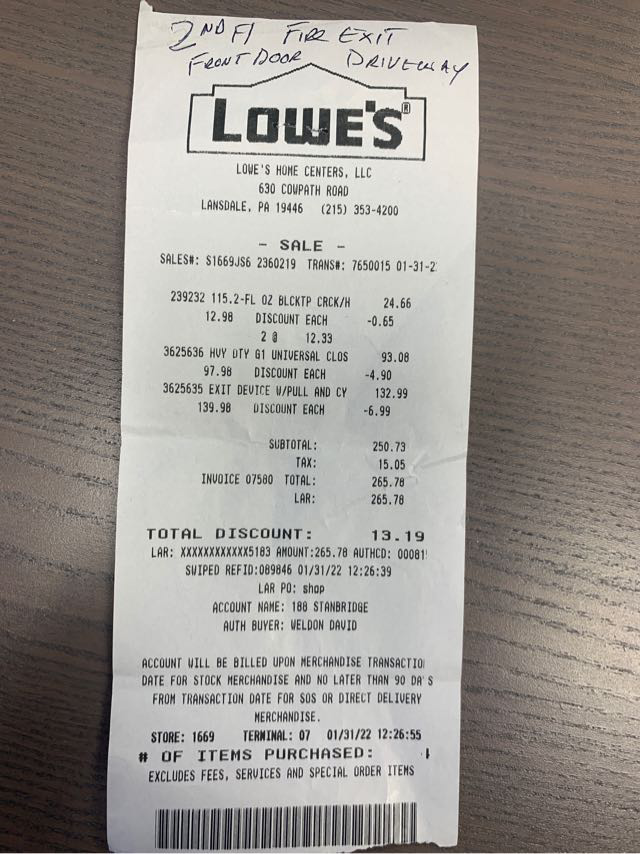 2ND Fl FIRE EXIT
FRONT DOOR DRIVEWAY
LOWE'S®
LOWE'S HOME CENTERS, LLC
630 COWPATH ROAD
LANSDALE, PA 19446 (215) 353-4200
- SALE -
SALES#: S1669JS6 2360219 TRANS#: 7650015 01-31-2
239232 115.2-FL OZ BLCKTP CRCK/H 24.66
12.98 DISCOUNT EACH -0.65
2 @ 12.33
3625636 HVY DTY G1 UNIVERSAL CLOS 93.08
97.98 DISCOUNT EACH -4.90
3625635 EXIT DEVICE W/PULL AND CY 132.99
139.98 DISCOUNT EACH -6.99
SUBTOTAL: 250.73
TAX: 15.05
INVOICE 07580 TOTAL: 265.78
LAR: 265.78
TOTAL DISCOUNT: 13.19
LAR: XXXXXXXXXXXX5183 AMOUNT:265.78 AUTHCD: 00081
SWIPED REFID:089846 01/31/22 12:26:39
LAR PO: shop
ACCOUNT NAME: 188 STANBRIDGE
AUTH BUYER: WELDON DAVID
ACCOUNT WILL BE BILLED UPON MERCHANDISE TRANSACTIO
DATE FOR STOCK MERCHANDISE AND NO LATER THAN 90 DA'S
FROM TRANSACTION DATE FOR SOS OR DIRECT DELIVERY
MERCHANDISE.
STORE: 1669 TERMINAL: 07 01/31/22 12:26:55
# OF ITEMS PURCHASED:
EXCLUDES FEES, SERVICES AND SPECIAL ORDER ITEMS